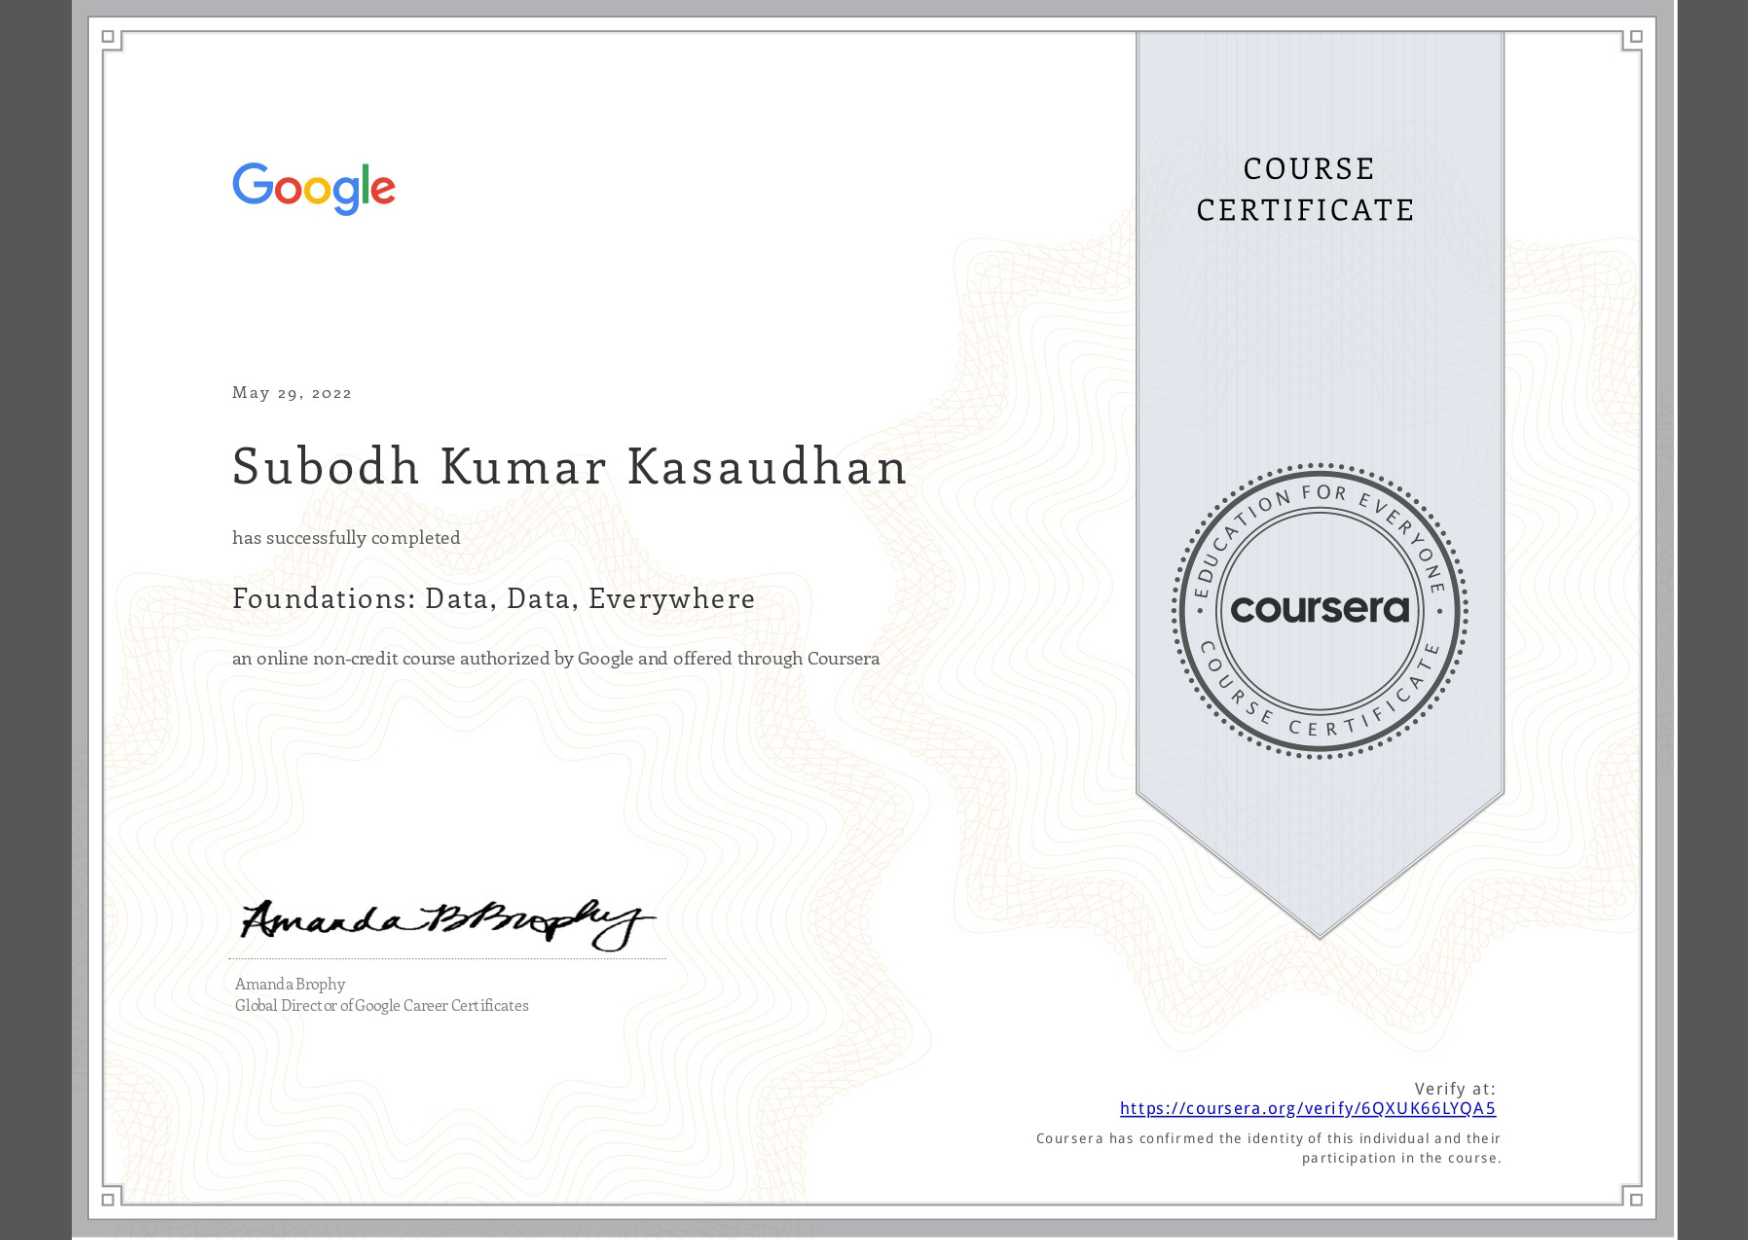 Google
COURSE
CERTIFICATE
May 29, 2022
Subodh Kumar Kasaudhan
has successfully completed
Foundations: Data, Data, Everywhere
an online non-credit course authorized by Google and offered through Coursera
EDUCATION FOR EVERYONE
coursera
COURSE CERTIFICATE
Amanda B Brophy
Amanda Brophy
Global Director of Google Career Certificates
Verify at:
https://coursera.org/verify/6QXUK66LYQA5
Coursera has confirmed the identity of this individual and their
participation in the course.